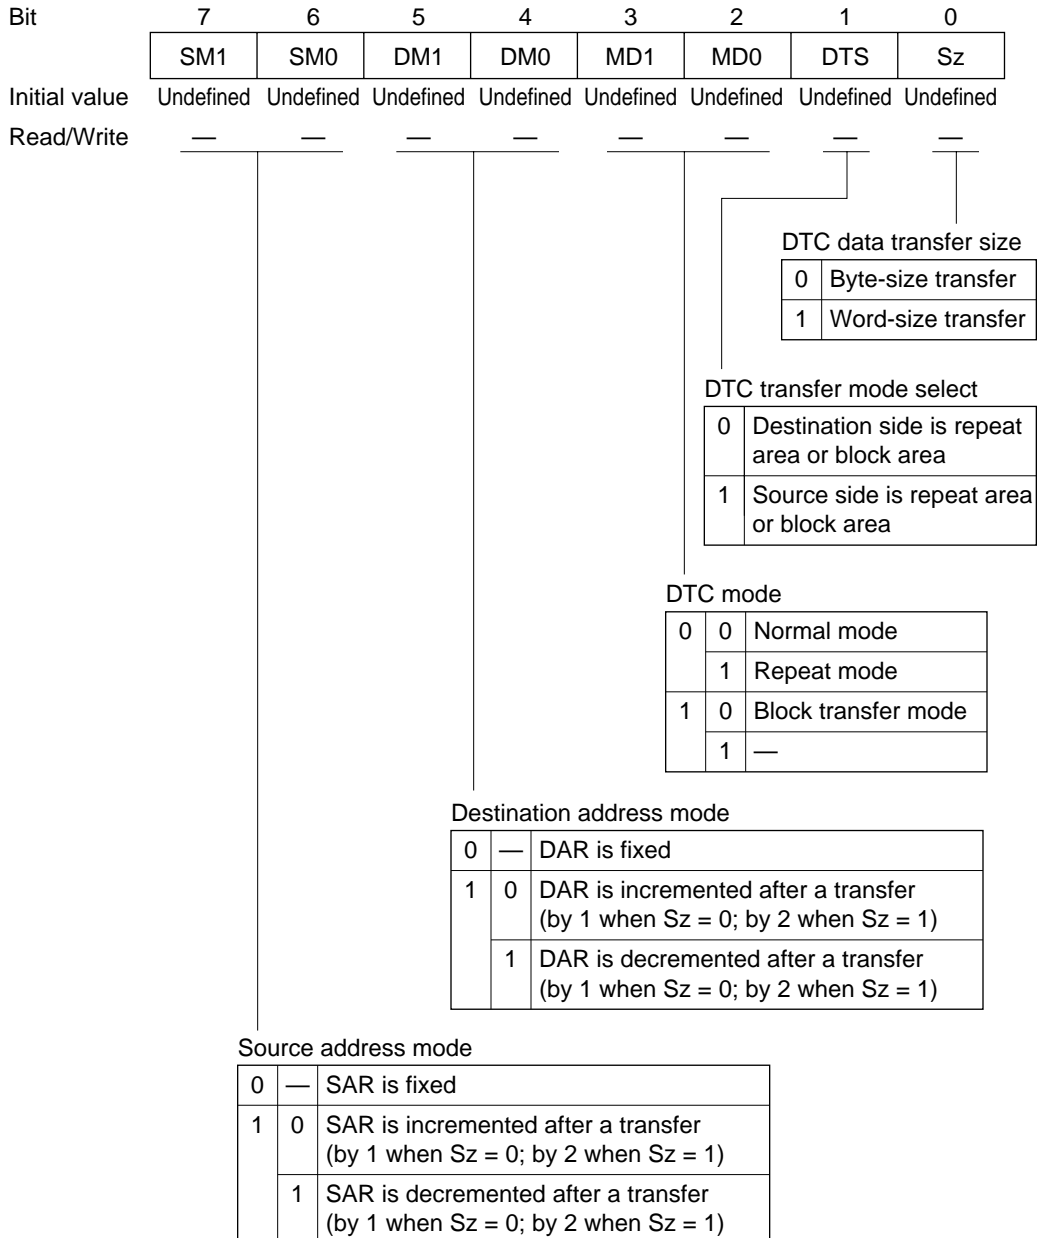 Bit 7 6 5 4 3 2 1 0
SM1 SM0 DM1 DM0 MD1 MD0 DTS Sz
Initial value Undefined Undefined Undefined Undefined Undefined Undefined Undefined Undefined
Read/Write — — — — — — — —
DTC data transfer size
0 Byte-size transfer
1 Word-size transfer
DTC transfer mode select
0 Destination side is repeat
area or block area
1 Source side is repeat area
or block area
DTC mode
0 0 Normal mode
1 Repeat mode
1 0 Block transfer mode
1 —
Destination address mode
0 — DAR is fixed
1 0 DAR is incremented after a transfer
(by 1 when Sz = 0; by 2 when Sz = 1)
1 DAR is decremented after a transfer
(by 1 when Sz = 0; by 2 when Sz = 1)
Source address mode
0 — SAR is fixed
1 0 SAR is incremented after a transfer
(by 1 when Sz = 0; by 2 when Sz = 1)
1 SAR is decremented after a transfer
(by 1 when Sz = 0; by 2 when Sz = 1)